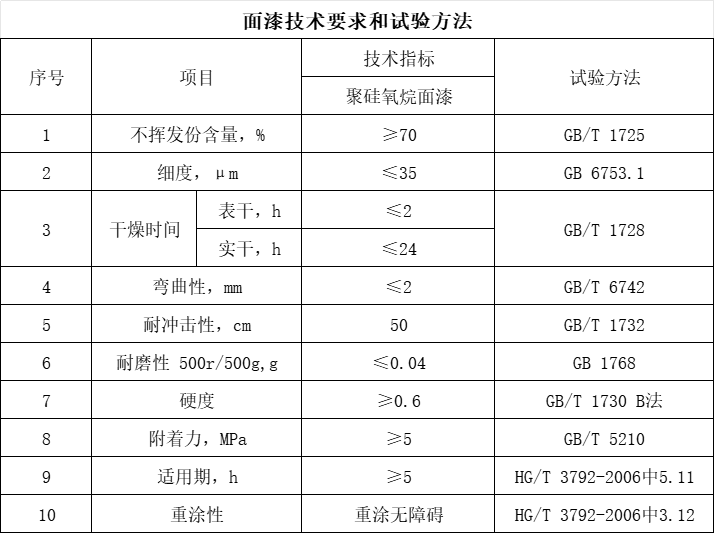 面漆技术要求和试验方法
序号 项目 技术指标 试验方法
聚硅氧烷面漆
1 不挥发份含量，% ≥70 GB/T 1725
2 细度，μm ≤35 GB 6753.1
3 干燥时间 表干，h ≤2 GB/T 1728
实干，h ≤24
4 弯曲性，mm ≤2 GB/T 6742
5 耐冲击性，cm 50 GB/T 1732
6 耐磨性 500r/500g,g ≤0.04 GB 1768
7 硬度 ≥0.6 GB/T 1730 B法
8 附着力，MPa ≥5 GB/T 5210
9 适用期，h ≥5 HG/T 3792-2006中5.11
10 重涂性 重涂无障碍 HG/T 3792-2006中3.12